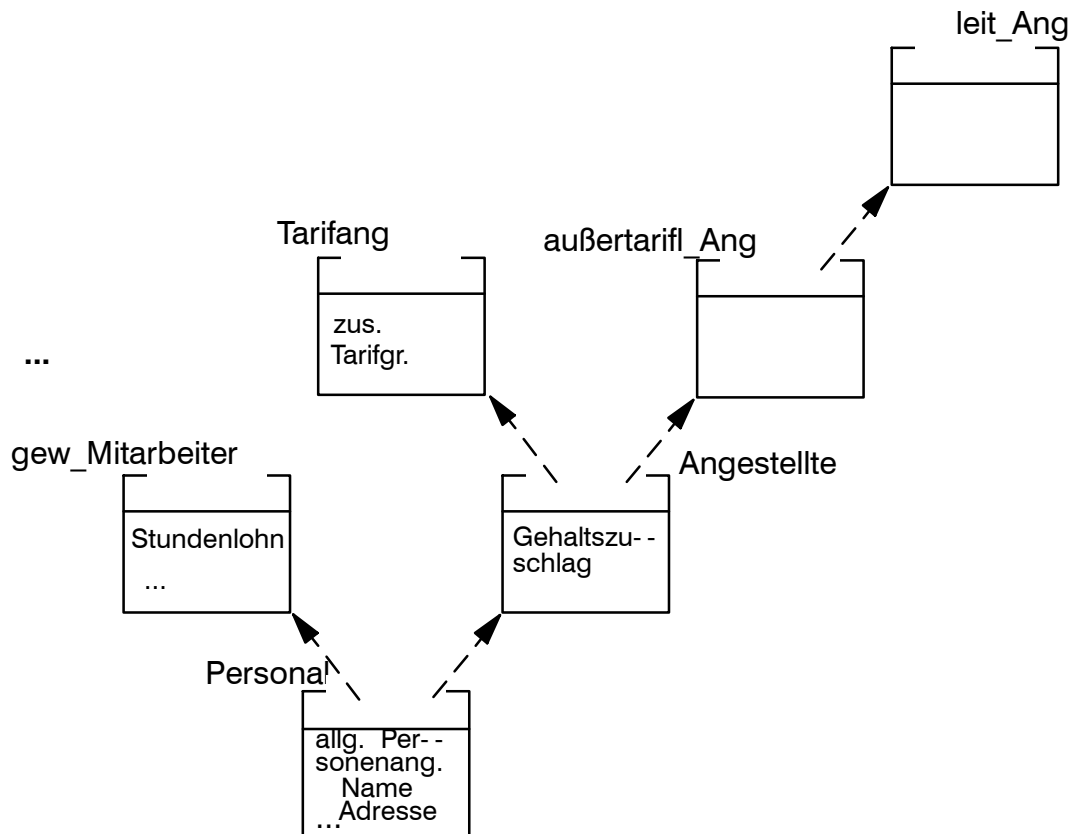 leit_Ang
Tarifang
außertarifl_Ang
zus.
Tarifgr.
...
gew_Mitarbeiter
Angestellte
Stundenlohn
...
Gehaltszu--
schlag
Personal
allg. Per--
sonenang.
Name
Adresse
...